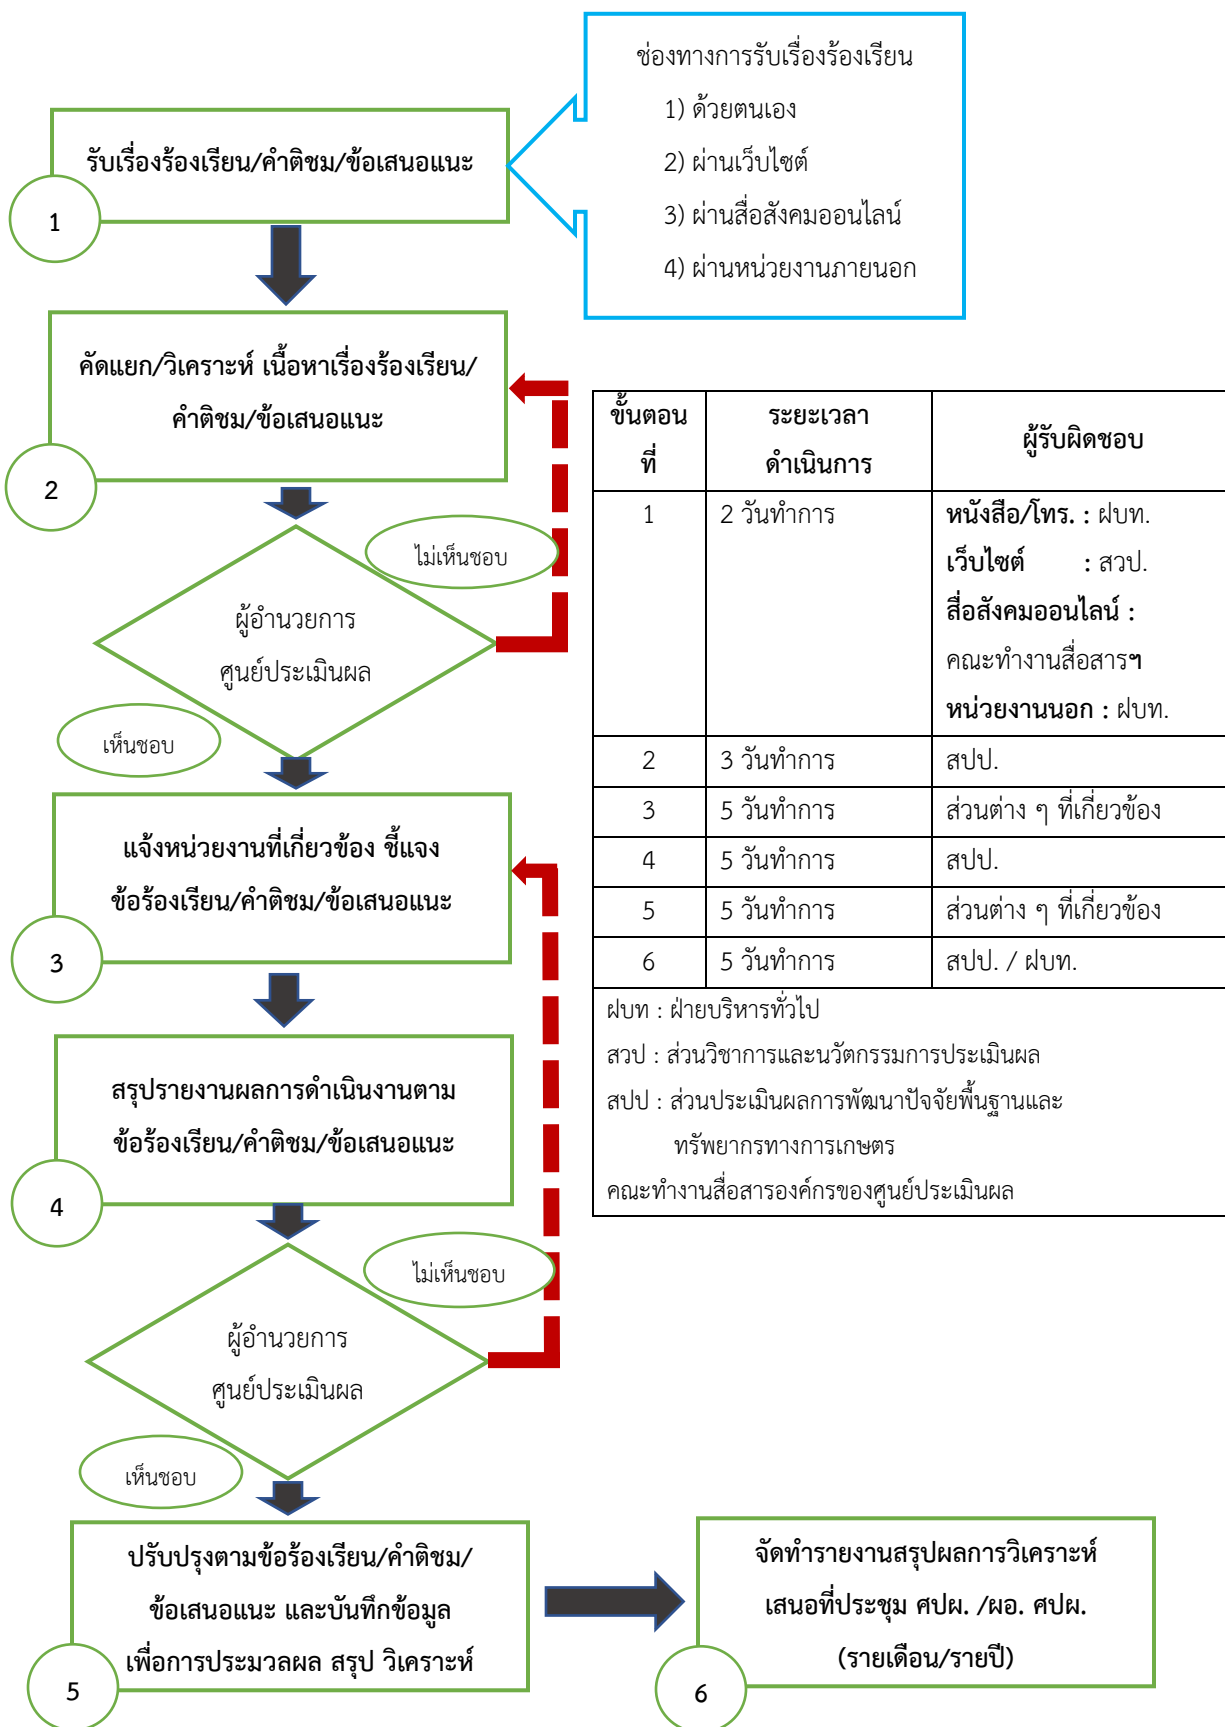 ช่องทางการรับเรื่องร้องเรียน
1) ด้วยตนเอง
2) ผ่านเว็บไซต์
3) ผ่านสื่อสังคมออนไลน์
4) ผ่านหน่วยงานภายนอก
รับเรื่องร้องเรียน/คำติชม/ข้อเสนอแนะ
1
คัดแยก/วิเคราะห์ เนื้อหาเรื่องร้องเรียน/
คำติชม/ข้อเสนอแนะ
2
ไม่เห็นชอบ
ผู้อำนวยการ
ศูนย์ประเมินผล
เห็นชอบ
แจ้งหน่วยงานที่เกี่ยวข้อง ชี้แจง
ข้อร้องเรียน/คำติชม/ข้อเสนอแนะ
3
สรุปรายงานผลการดำเนินงานตาม
ข้อร้องเรียน/คำติชม/ข้อเสนอแนะ
4
ไม่เห็นชอบ
ผู้อำนวยการ
ศูนย์ประเมินผล
เห็นชอบ
ปรับปรุงตามข้อร้องเรียน/คำติชม/
ข้อเสนอแนะ และบันทึกข้อมูล
เพื่อการประมวลผล สรุป วิเคราะห์
5
จัดทำรายงานสรุปผลการวิเคราะห์
เสนอที่ประชุม ศปผ. /ผอ. ศปผ.
(รายเดือน/รายปี)
6
ขั้นตอน
ที่
ระยะเวลา
ดำเนินการ
ผู้รับผิดชอบ
1
2 วันทำการ
หนังสือ/โทร. : ฝบท.
เว็บไซต์ : สวป.
สื่อสังคมออนไลน์ :
คณะทำงานสื่อสารฯ
หน่วยงานนอก : ฝบท.
2
3 วันทำการ
สปป.
3
5 วันทำการ
ส่วนต่าง ๆ ที่เกี่ยวข้อง
4
5 วันทำการ
สปป.
5
5 วันทำการ
ส่วนต่าง ๆ ที่เกี่ยวข้อง
6
5 วันทำการ
สปป. / ฝบท.
ฝบท : ฝ่ายบริหารทั่วไป
สวป : ส่วนวิชาการและนวัตกรรมการประเมินผล
สปป : ส่วนประเมินผลการพัฒนาปัจจัยพื้นฐานและ
ทรัพยากรทางการเกษตร
คณะทำงานสื่อสารองค์กรของศูนย์ประเมินผล